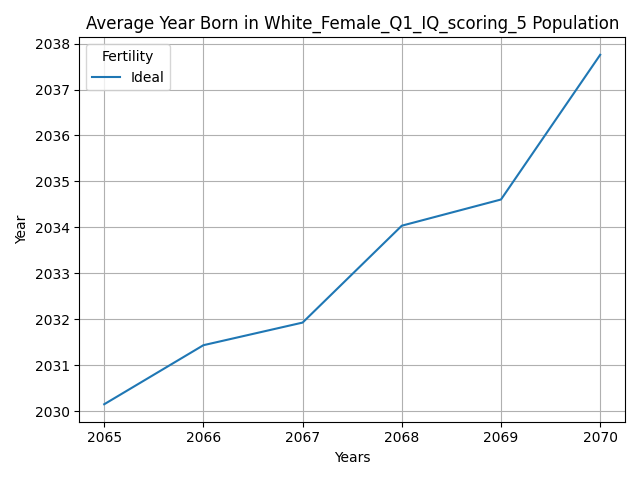 Average Year Born in White_Female_Q1_IQ_scoring_5 Population
Fertility
Ideal
2038
2037
2036
2035
2034
2033
2032
2031
2030
Year
2065 2066 2067 2068 2069 2070
Years